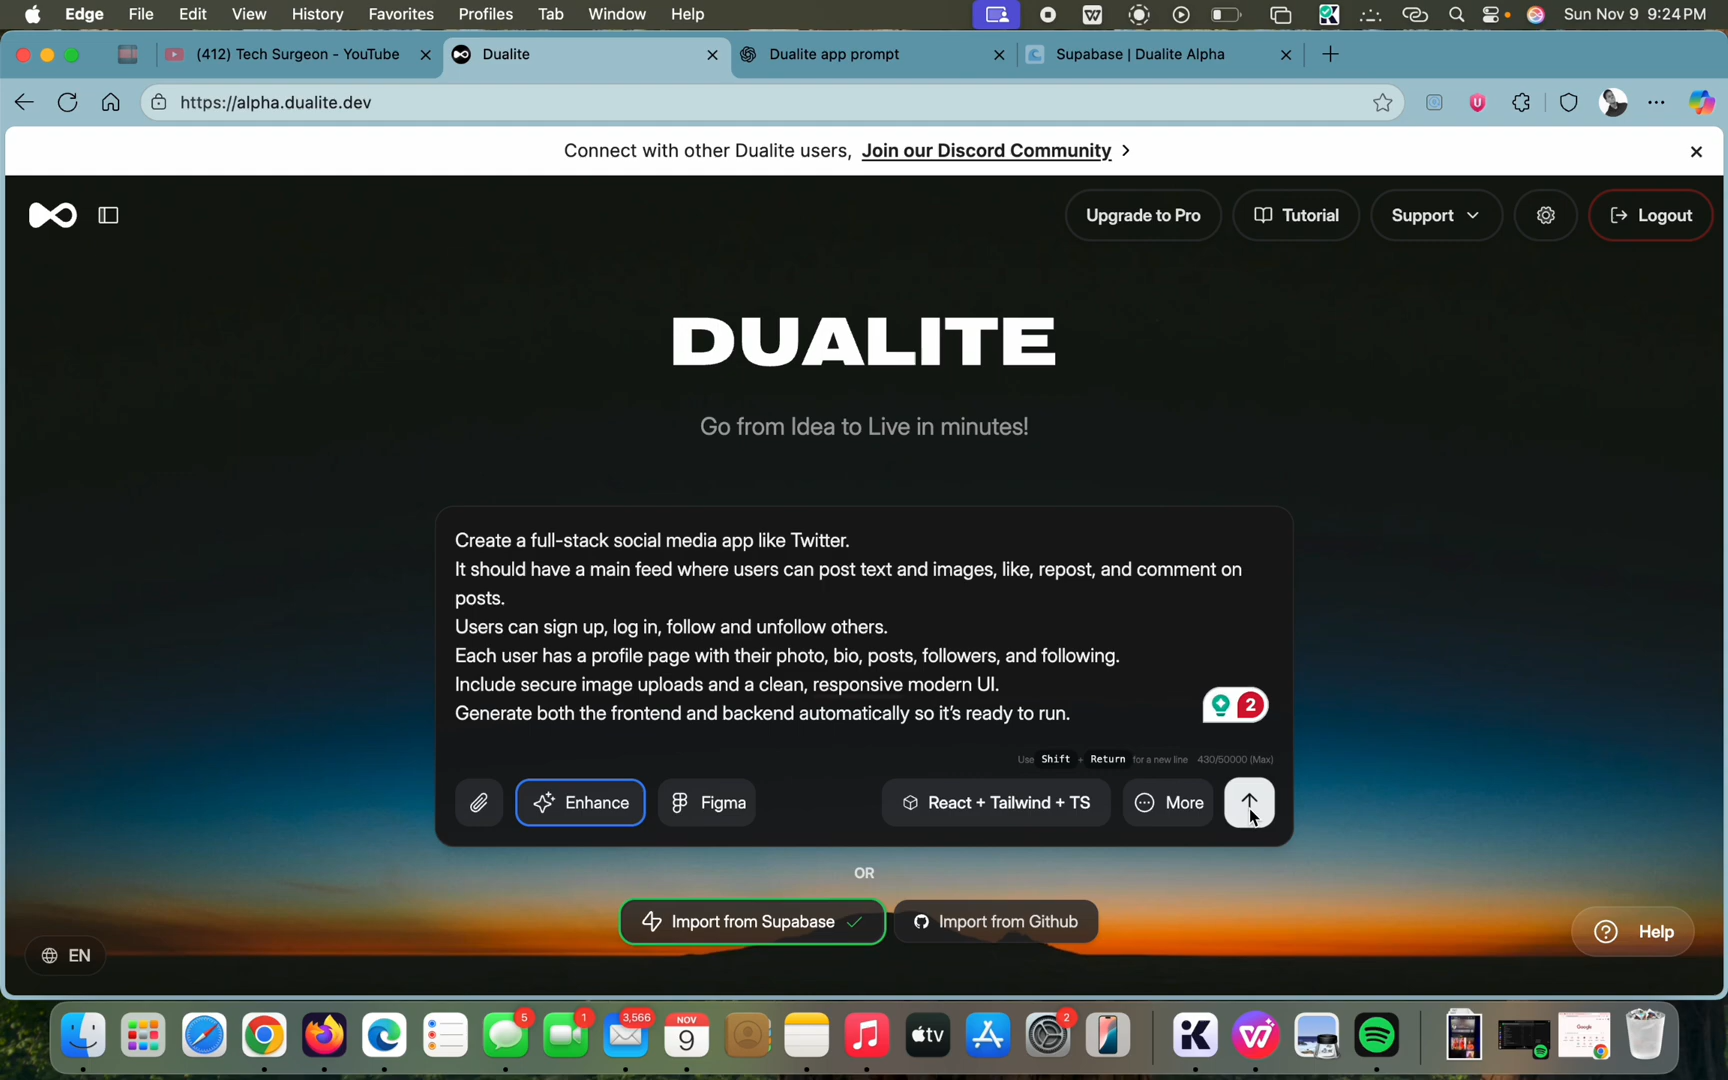 Edge File Edit View History Favorites Profiles Tab Window Help Sun Nov 9 9:24 PM
(412) Tech Surgeon - YouTube Dualite Dualite app prompt Supabase | Dualite Alpha
https://alpha.dualite.dev
Connect with other Dualite users, Join our Discord Community
Upgrade to Pro Tutorial Support Logout
DUALITE
Go from Idea to Live in minutes!
Create a full-stack social media app like Twitter.
It should have a main feed where users can post text and images, like, repost, and comment on
posts.
Users can sign up, log in, follow and unfollow others.
Each user has a profile page with their photo, bio, posts, followers, and following.
Include secure image uploads and a clean, responsive modern UI.
Generate both the frontend and backend automatically so it's ready to run.
2
Use Shift + Return for a new line 430/50000 (Max)
Enhance Figma React + Tailwind + TS More
OR
Import from Supabase Import from Github
Help
EN
5 1 3,566 NOV 2
9 tv